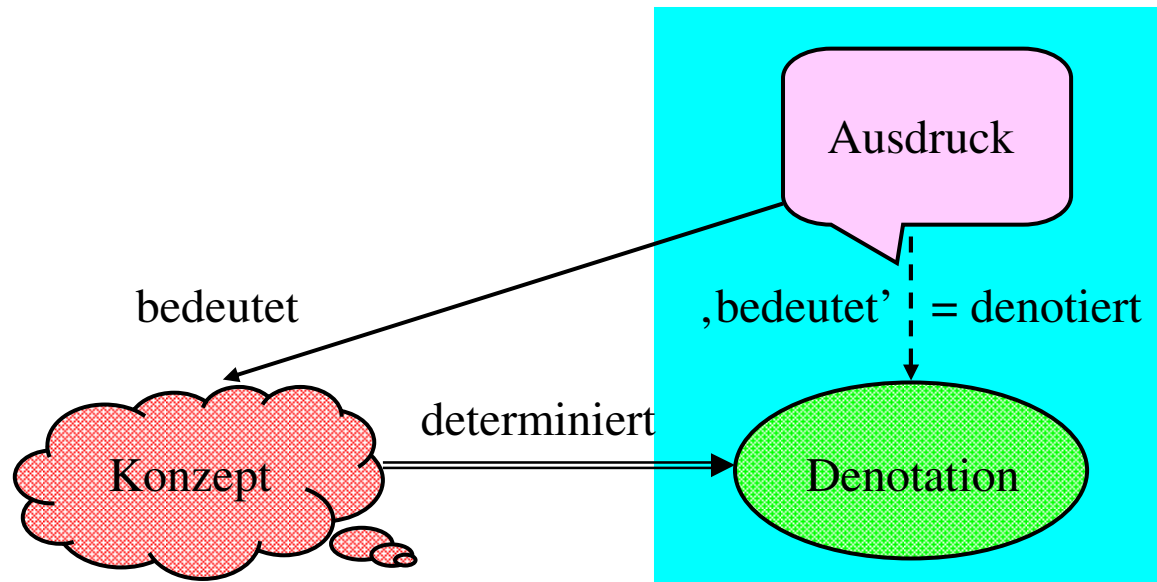 Ausdruck
bedeutet
‚bedeutet’ = denotiert
determiniert
Konzept
Denotation